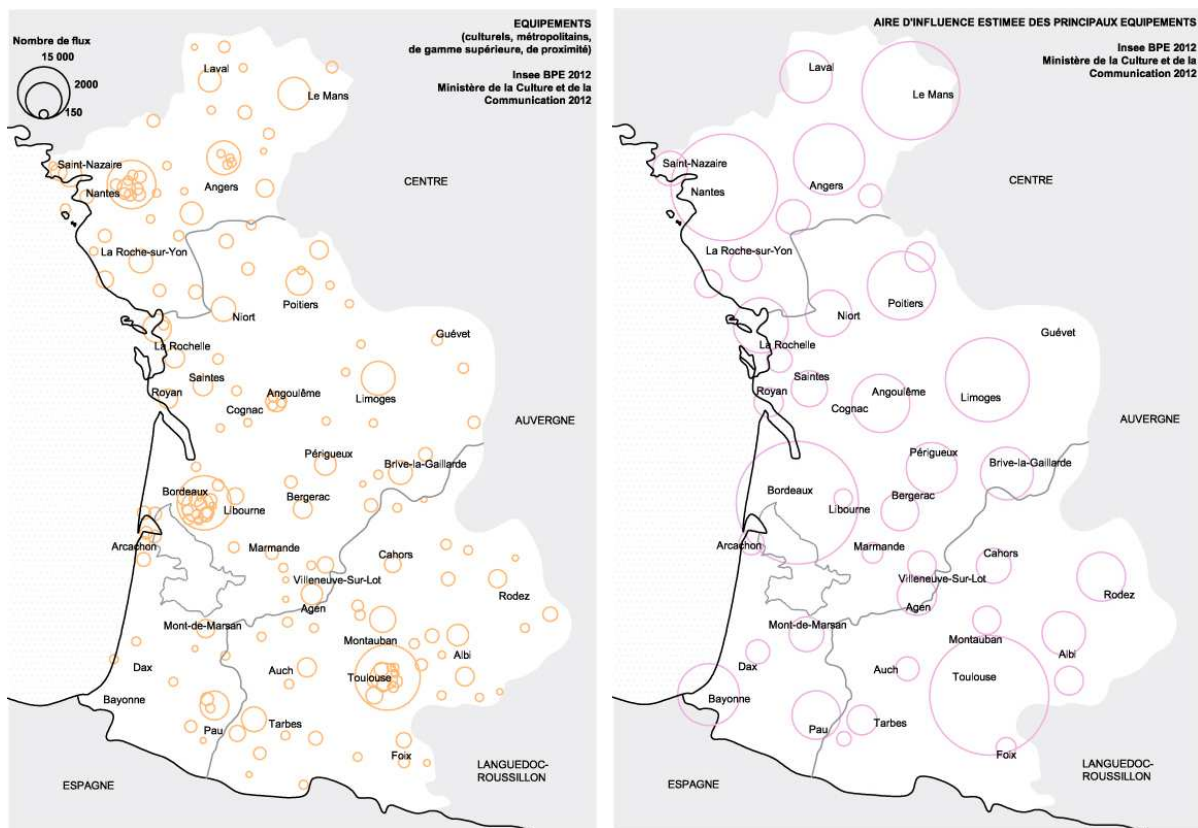 EQUIPEMENTS
(culturels, métropolitains,
de gamme supérieure, de proximité)
Insee BPE 2012
Ministère de la Culture et de la
Communication 2012
Nombre de flux
15 000
2000
150
Laval
Le Mans
Saint-Nazaire
Nantes
Angers
CENTRE
La Roche-sur-Yon
Poitiers
Niort
Guévet
La Rochelle
Saintes
Royan
Angoulême
Cognac
Limoges
AUVERGNE
Périgueux
Brive-la-Gaillarde
Bordeaux
Bergerac
Libourne
Arcachon
Marmande
Cahors
Villeneuve-Sur-Lot
Rodez
Agen
Mont-de-Marsan
Montauban
Albi
Dax
Auch
Toulouse
Bayonne
Pau
Tarbes
Foix
LANGUEDOC-
ROUSSILLON
ESPAGNE
AIRE D'INFLUENCE ESTIMEE DES PRINCIPAUX EQUIPEMENTS
Insee BPE 2012
Ministère de la Culture et de la
Communication 2012
Laval
Le Mans
Saint-Nazaire
Nantes
Angers
CENTRE
La Roche-sur-Yon
Poitiers
Niort
Guévet
La Rochelle
Saintes
Royan
Angoulême
Cognac
Limoges
AUVERGNE
Périgueux
Brive-la-Gaillarde
Bordeaux
Bergerac
Libourne
Arcachon
Marmande
Cahors
Villeneuve-Sur-Lot
Rodez
Agen
Mont-de-Marsan
Montauban
Albi
Dax
Auch
Toulouse
Bayonne
Pau
Tarbes
Foix
LANGUEDOC-
ROUSSILLON
ESPAGNE